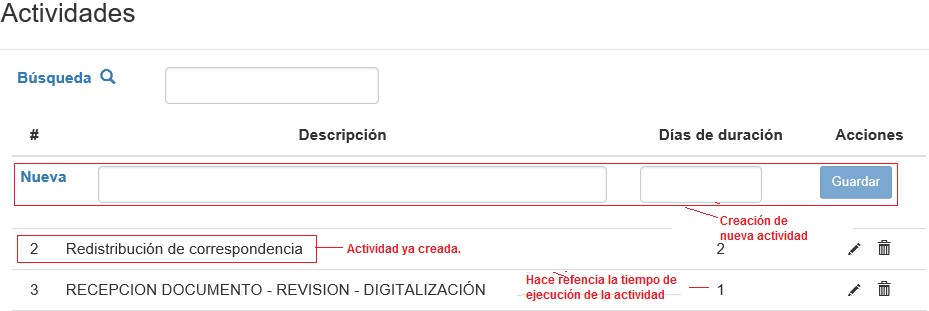 Actividades
Búsqueda
# Descripción Días de duración Acciones
Nueva Guardar
Creación de
nueva actividad
2 Redistribución de correspondencia Actividad ya creada. 2
Hace refencia la tiempo de
ejecución de la actividad
3 RECEPCION DOCUMENTO - REVISION - DIGITALIZACIÓN 1